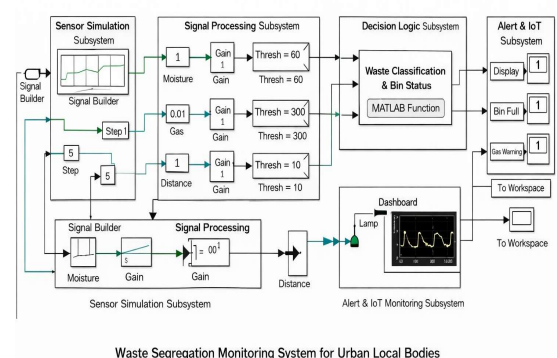 Sensor Simulation
Subsystem
Signal Builder
Signal
Builder
Step 1
5
Step
5
Signal Processing Subsystem
1
Moisture
Gain
1
Gain
Thresh = 60
Thresh = 60
0.01
Gas
Gain
1
Gain
Thresh = 300
Thresh = 300
1
Distance
Gain
1
Gain
Thresh = 10
Thresh = 10
Decision Logic Subsystem
Waste Classification
& Bin Status
MATLAB Function
Alert & IoT
Subsystem
Display
1
Bin Full
1
Gas Warning
1
To Workspace
To Workspace
Signal Builder
Signal Processing
Moisture
s
Gain
= 00¹
Gain
Sensor Simulation Subsystem
Distance
Dashboard
Lamp
Alert & IoT Monitoring Subsystem
Waste Segregation Monitoring System for Urban Local Bodies